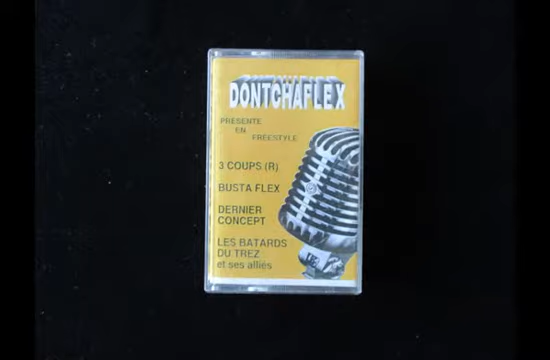 DONTCHAFLEX
PRESENTE
EN
FREESTYLE
3 COUPS (R)
BUSTA FLEX
DERNIER
CONCEPT
LES BATARDS
DU TREZ
et ses alliés